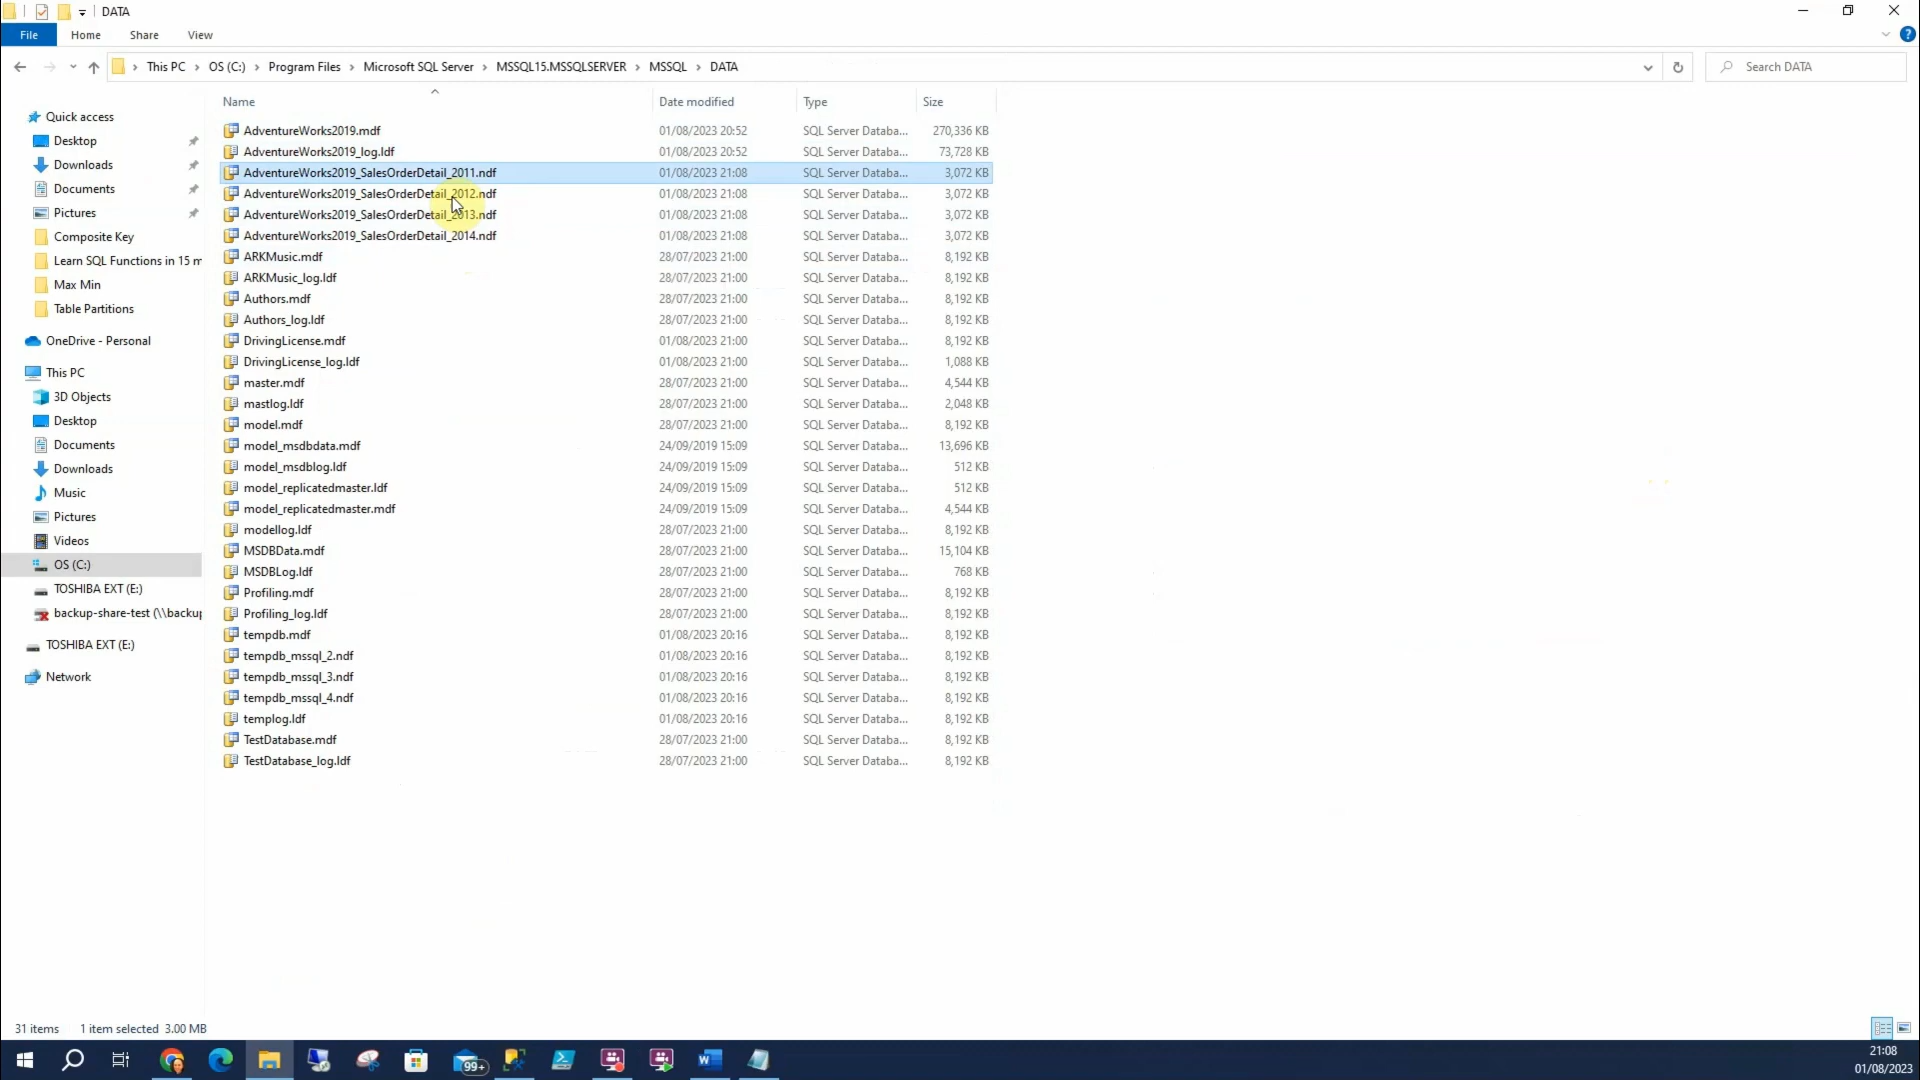 DATA
File Home Share View
This PC > OS (C:) > Program Files > Microsoft SQL Server > MSSQL15.MSSQLSERVER > MSSQL > DATA Search DATA
Name Date modified Type Size
Quick access
Desktop
Downloads
Documents
Pictures
Composite Key
Learn SQL Functions in 15 m
Max Min
Table Partitions
OneDrive - Personal
This PC
3D Objects
Desktop
Documents
Downloads
Music
Pictures
Videos
OS (C:)
TOSHIBA EXT (E:)
backup-share-test (\\backup
TOSHIBA EXT (E:)
Network
AdventureWorks2019.mdf 01/08/2023 20:52 SQL Server Databa... 270,336 KB
AdventureWorks2019_log.ldf 01/08/2023 20:52 SQL Server Databa... 73,728 KB
AdventureWorks2019_SalesOrderDetail_2011.ndf 01/08/2023 21:08 SQL Server Databa... 3,072 KB
AdventureWorks2019_SalesOrderDetail_2012.ndf 01/08/2023 21:08 SQL Server Databa... 3,072 KB
AdventureWorks2019_SalesOrderDetail_2013.ndf 01/08/2023 21:08 SQL Server Databa... 3,072 KB
AdventureWorks2019_SalesOrderDetail_2014.ndf 01/08/2023 21:08 SQL Server Databa... 3,072 KB
ARKMusic.mdf 28/07/2023 21:00 SQL Server Databa... 8,192 KB
ARKMusic_log.ldf 28/07/2023 21:00 SQL Server Databa... 8,192 KB
Authors.mdf 28/07/2023 21:00 SQL Server Databa... 8,192 KB
Authors_log.ldf 28/07/2023 21:00 SQL Server Databa... 8,192 KB
DrivingLicense.mdf 01/08/2023 21:00 SQL Server Databa... 8,192 KB
DrivingLicense_log.ldf 01/08/2023 21:00 SQL Server Databa... 1,088 KB
master.mdf 28/07/2023 21:00 SQL Server Databa... 4,544 KB
mastlog.ldf 28/07/2023 21:00 SQL Server Databa... 2,048 KB
model.mdf 28/07/2023 21:00 SQL Server Databa... 8,192 KB
model_msdbdata.mdf 24/09/2019 15:09 SQL Server Databa... 13,696 KB
model_msdblog.ldf 24/09/2019 15:09 SQL Server Databa... 512 KB
model_replicatedmaster.ldf 24/09/2019 15:09 SQL Server Databa... 512 KB
model_replicatedmaster.mdf 24/09/2019 15:09 SQL Server Databa... 4,544 KB
modellog.ldf 28/07/2023 21:00 SQL Server Databa... 8,192 KB
MSDBData.mdf 28/07/2023 21:00 SQL Server Databa... 15,104 KB
MSDBLog.ldf 28/07/2023 21:00 SQL Server Databa... 768 KB
Profiling.mdf 28/07/2023 21:00 SQL Server Databa... 8,192 KB
Profiling_log.ldf 28/07/2023 21:00 SQL Server Databa... 8,192 KB
tempdb.mdf 01/08/2023 20:16 SQL Server Databa... 8,192 KB
tempdb_mssql_2.ndf 01/08/2023 20:16 SQL Server Databa... 8,192 KB
tempdb_mssql_3.ndf 01/08/2023 20:16 SQL Server Databa... 8,192 KB
tempdb_mssql_4.ndf 01/08/2023 20:16 SQL Server Databa... 8,192 KB
templog.ldf 01/08/2023 20:16 SQL Server Databa... 8,192 KB
TestDatabase.mdf 28/07/2023 21:00 SQL Server Databa... 8,192 KB
TestDatabase_log.ldf 28/07/2023 21:00 SQL Server Databa... 8,192 KB
31 items 1 item selected 3.00 MB
99+
21:08
01/08/2023